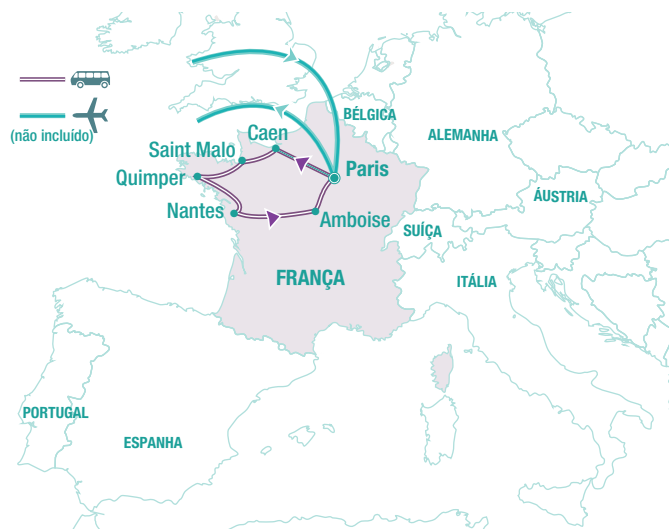 (não incluído)
BÉLGICA
ALEMANHA
Caen
Saint Malo
Paris
Quimper
ÁUSTRIA
Nantes
Amboise
SUÍÇA
FRANÇA
ITÁLIA
PORTUGAL
ESPANHA